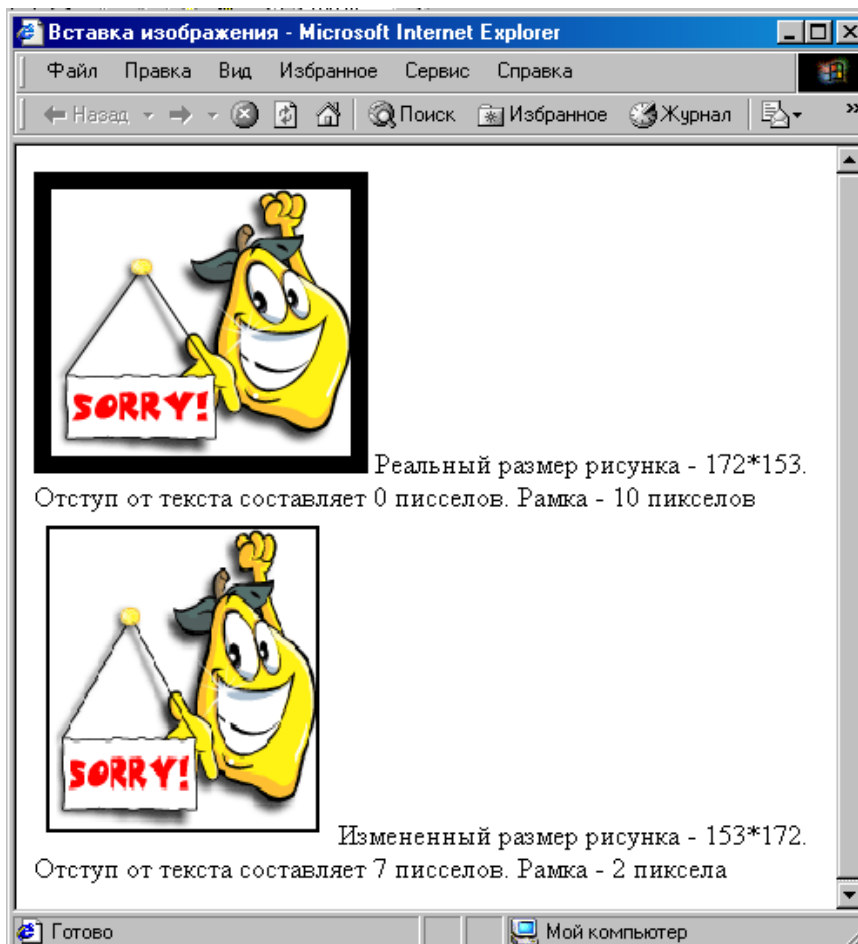 Вставка изображения - Microsoft Internet Explorer
Файл Правка Вид Избранное Сервис Справка
Назад Поиск Избранное Журнал »
SORRY!
Реальный размер рисунка - 172*153.
Отступ от текста составляет 0 писселов. Рамка - 10 пикселов
SORRY!
Измененный размер рисунка - 153*172.
Отступ от текста составляет 7 писселов. Рамка - 2 пиксела
Готово Мой компьютер